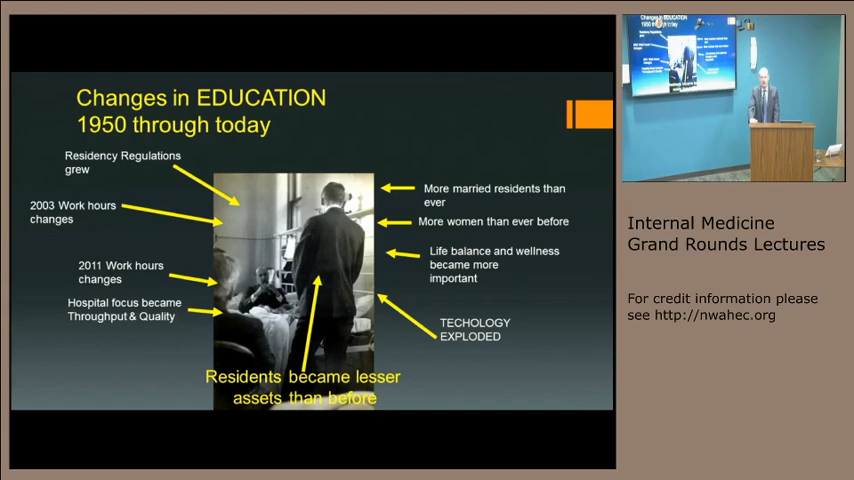 Changes in EDUCATION
1950 through today
Residency Regulations
grew
2003 Work hours
changes
2011 Work hours
changes
Hospital focus became
Throughput & Quality
More married residents than
ever
More women than ever before
Life balance and wellness
became more
important
TECHOLOGY
EXPLODED
Residents became lesser
assets than before
Internal Medicine
Grand Rounds Lectures
For credit information please
see http://nwahec.org